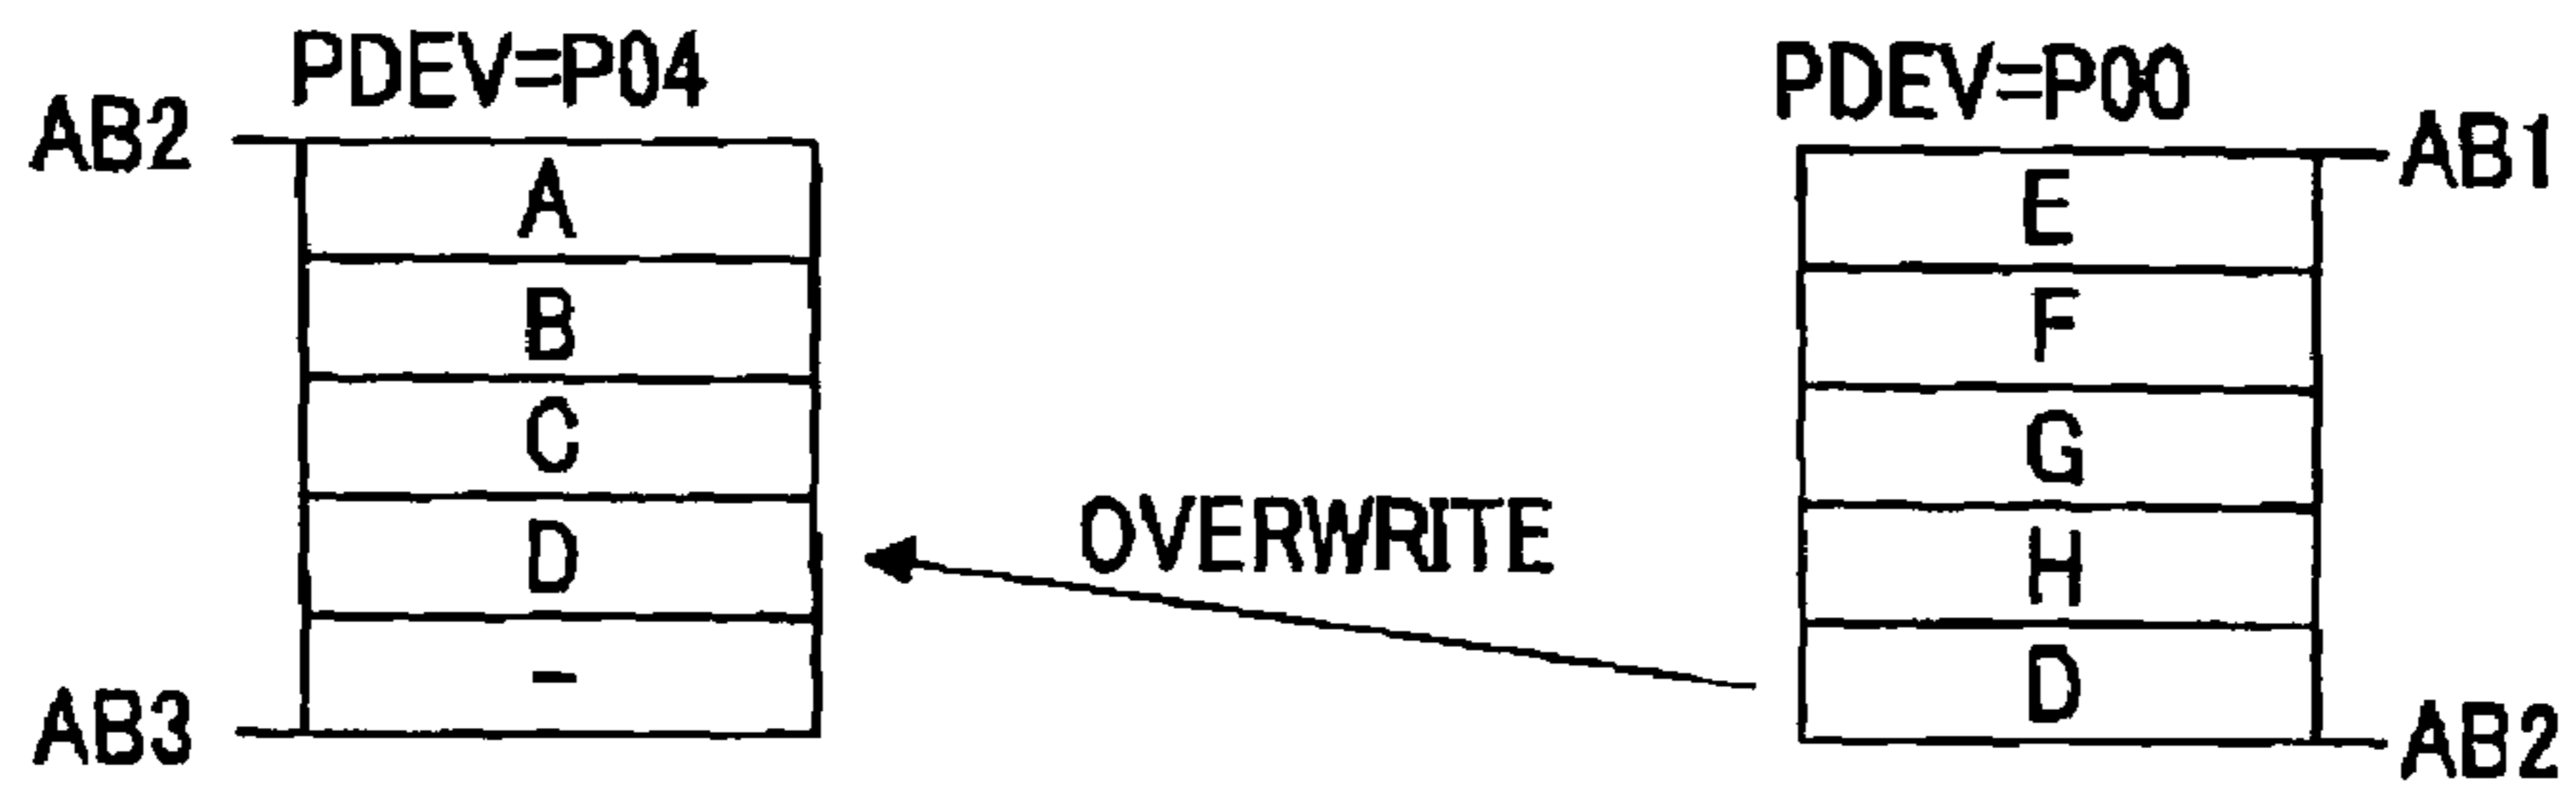 PDEV=P04
AB2
A
B
C
D
-
AB3
OVERWRITE
PDEV=P00
AB1
E
F
G
H
D
AB2